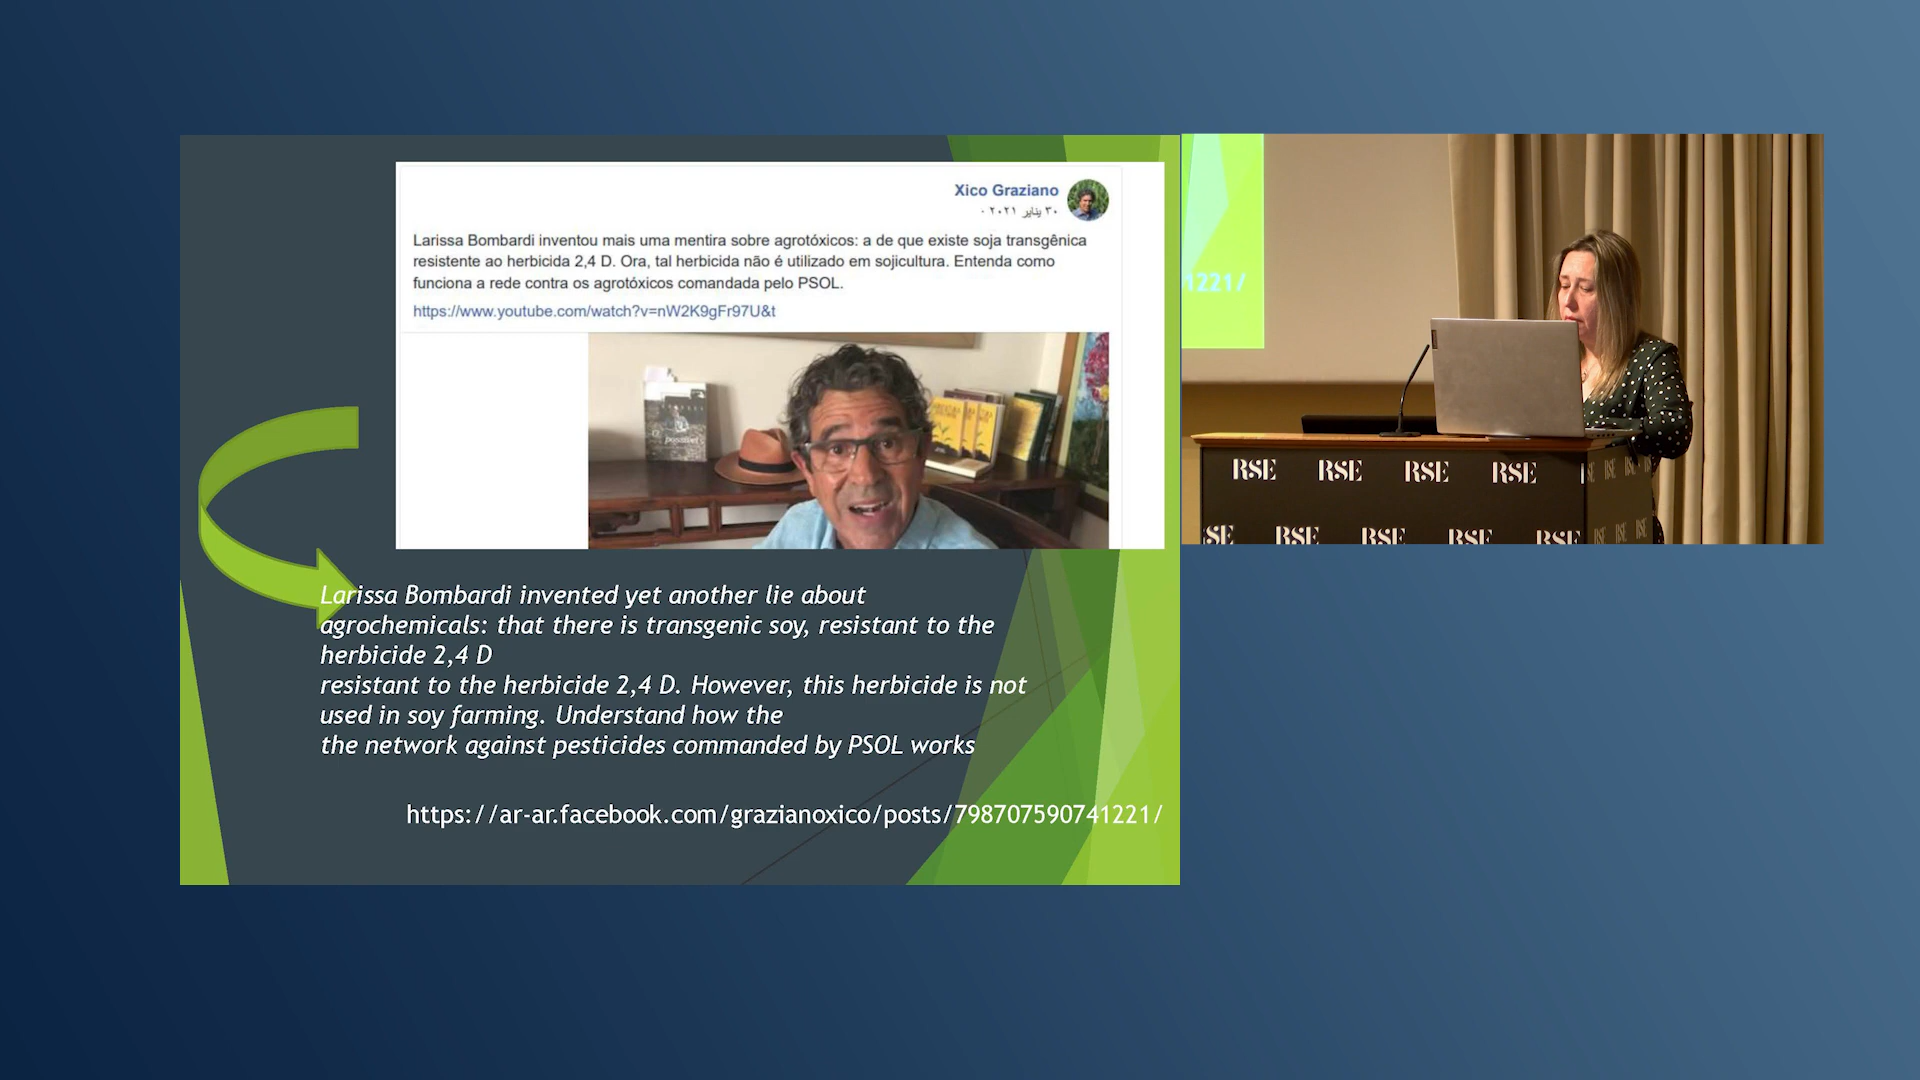 Xico Graziano
٣٠ يناير ٢٠٢١ ·
Larissa Bombardi inventou mais uma mentira sobre agrotóxicos: a de que existe soja transgênica
resistente ao herbicida 2,4 D. Ora, tal herbicida não é utilizado em sojicultura. Entenda como
funciona a rede contra os agrotóxicos comandada pelo PSOL.
https://www.youtube.com/watch?v=nW2K9gFr97U&t
Larissa Bombardi invented yet another lie about
agrochemicals: that there is transgenic soy, resistant to the
herbicide 2,4 D
resistant to the herbicide 2,4 D. However, this herbicide is not
used in soy farming. Understand how the
the network against pesticides commanded by PSOL works
https://ar-ar.facebook.com/grazianoxico/posts/798707590741221/
1221/
RSE RSE RSE RSE
RSE RSE RSE RSE